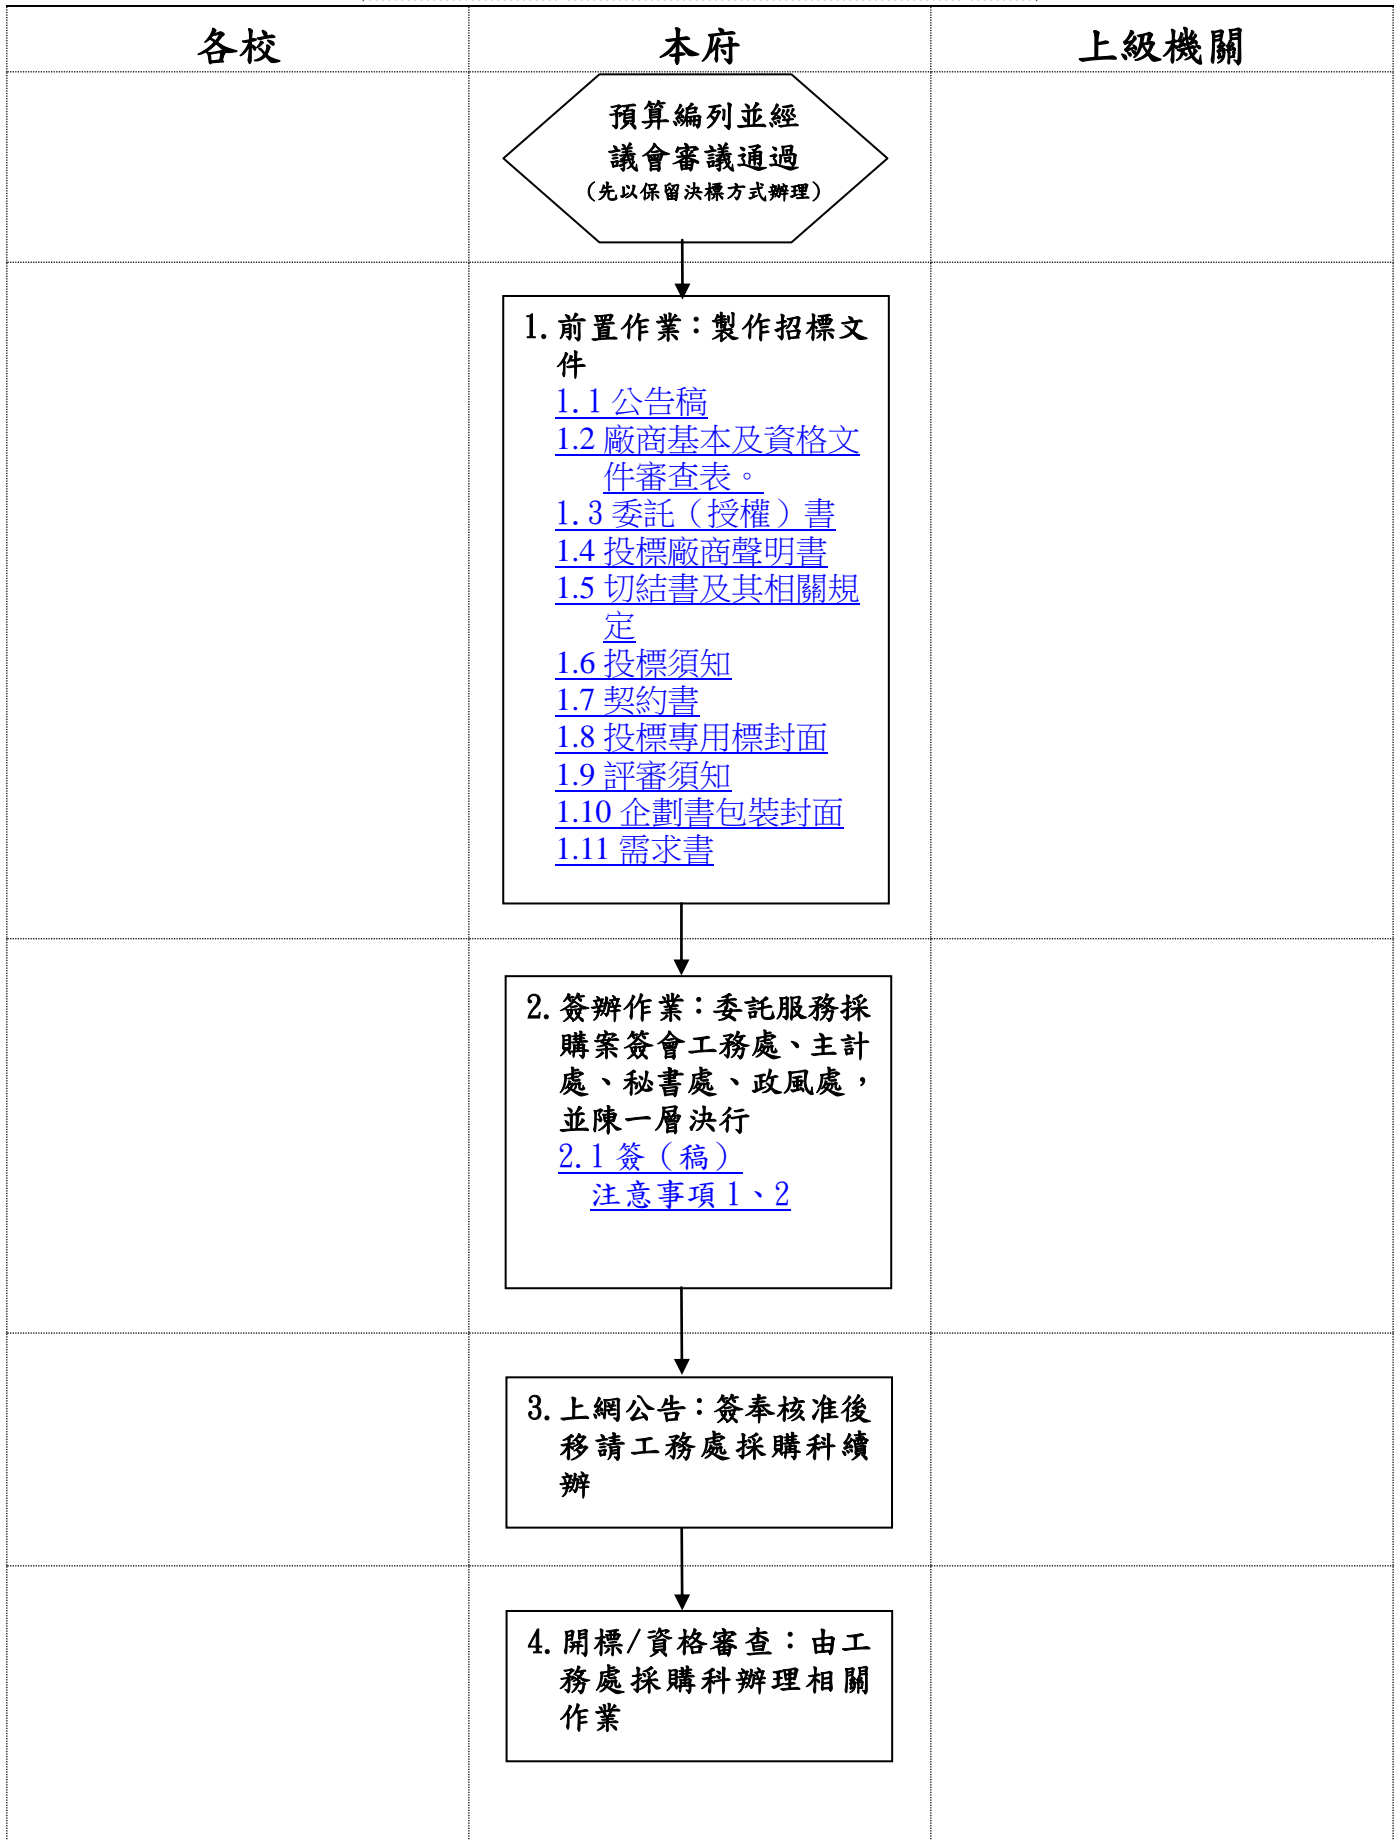 各校
本府
上級機關
預算編列並經
議會審議通過
(先以保留決標方式辦理)
1.前置作業：製作招標文
件
1.1 公告稿
1.2 廠商基本及資格文
件審查表。
1.3 委託（授權）書
1.4 投標廠商聲明書
1.5 切結書及其相關規
定
1.6 投標須知
1.7 契約書
1.8 投標專用標封面
1.9 評審須知
1.10 企劃書包裝封面
1.11 需求書
2.簽辦作業：委託服務採
購案簽會工務處、主計
處、秘書處、政風處，
並陳一層決行
2.1 簽（稿）
注意事項 1、2
3.上網公告：簽奉核准後
移請工務處採購科續
辦
4.開標/資格審查：由工
務處採購科辦理相關
作業